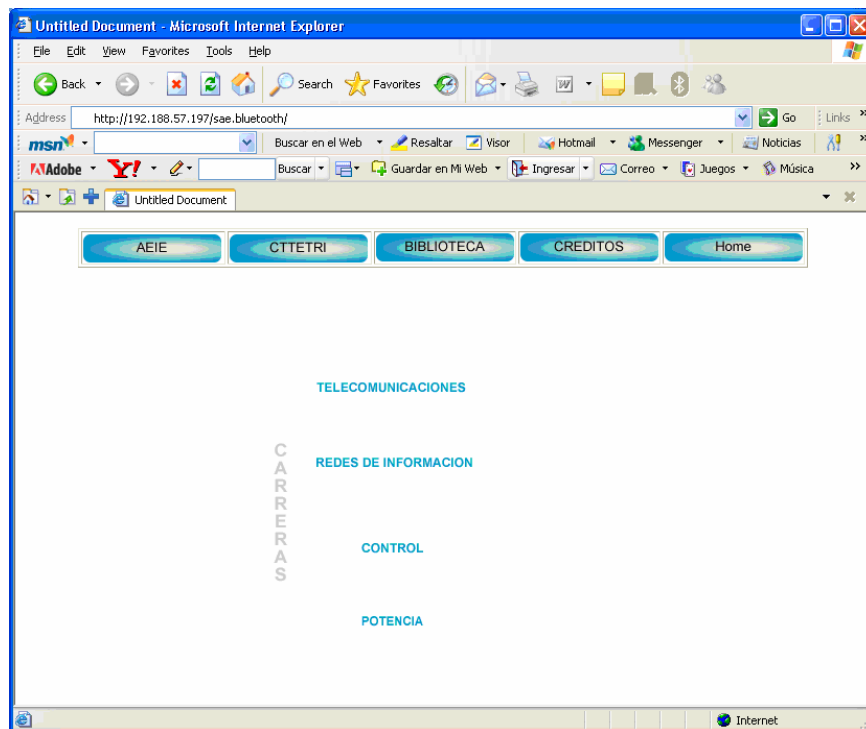 Untitled Document - Microsoft Internet Explorer
File Edit View Favorites Tools Help
Back Search Favorites W
Address http://192.188.57.197/sae.bluetooth/ Go Links »
msn Buscar en el Web Resaltar Visor Hotmail Messenger Noticias »
Adobe Y! Buscar Guardar en Mi Web Ingresar Correo Juegos Música »
Untitled Document
AEIE CTTETRI BIBLIOTECA CREDITOS Home
TELECOMUNICACIONES
CARRERAS
REDES DE INFORMACION
CONTROL
POTENCIA
Internet